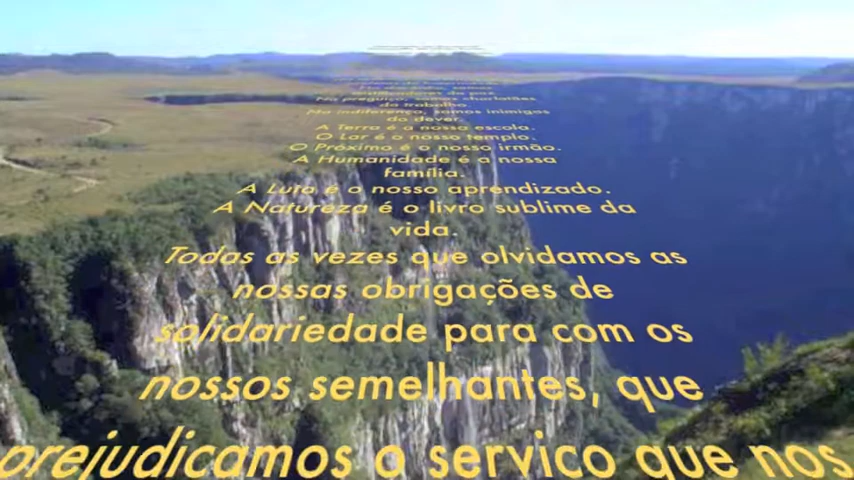 Na preguiça, somos charlatães
do trabalho.
Na indiferença, somos inimigos
do dever.
A Terra é a nossa escola.
O Lar é o nosso templo.
O Próximo é o nosso irmão.
A Humanidade é a nossa
família.
A Luta é o nosso aprendizado.
A Natureza é o livro sublime da
vida.
Todas as vezes que olvidamos as
nossas obrigações de
solidariedade para com os
nossos semelhantes, que
prejudicamos o serviço que nos